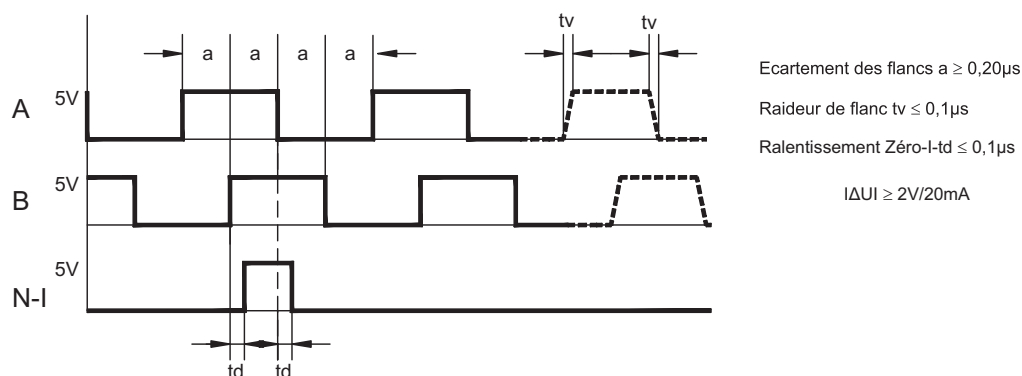 tv tv
a a a a
A 5V
Ecartement des flancs a ≥ 0,20µs
Raideur de flanc tv ≤ 0,1µs
Ralentissement Zéro-I-td ≤ 0,1µs
B 5V
IΔUI ≥ 2V/20mA
N-I 5V
td td